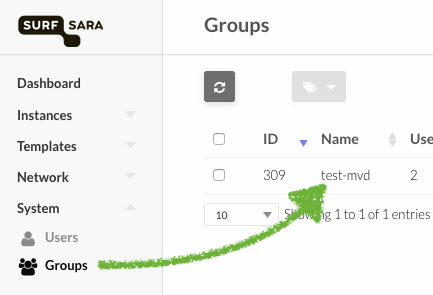 SURF SARA
Groups
Dashboard
Instances
Templates
Network
System
Users
Groups
ID Name Use
309 test-mvd 2
10 Showing 1 to 1 of 1 entries